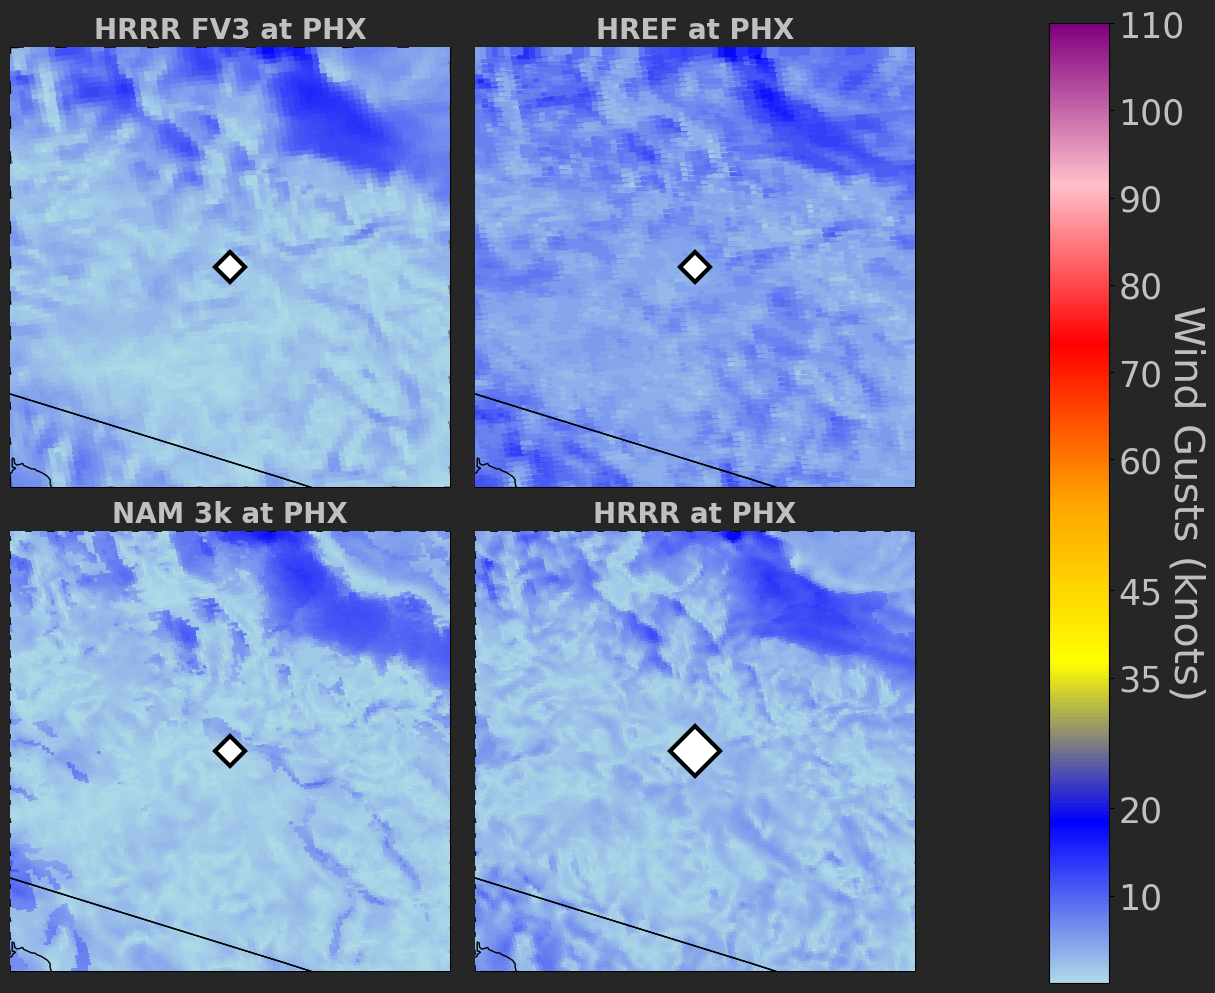 HRRR FV3 at PHX
HREF at PHX
NAM 3k at PHX
HRRR at PHX
110
100
90
80
70
60
45
35
20
10
Wind Gusts (knots)